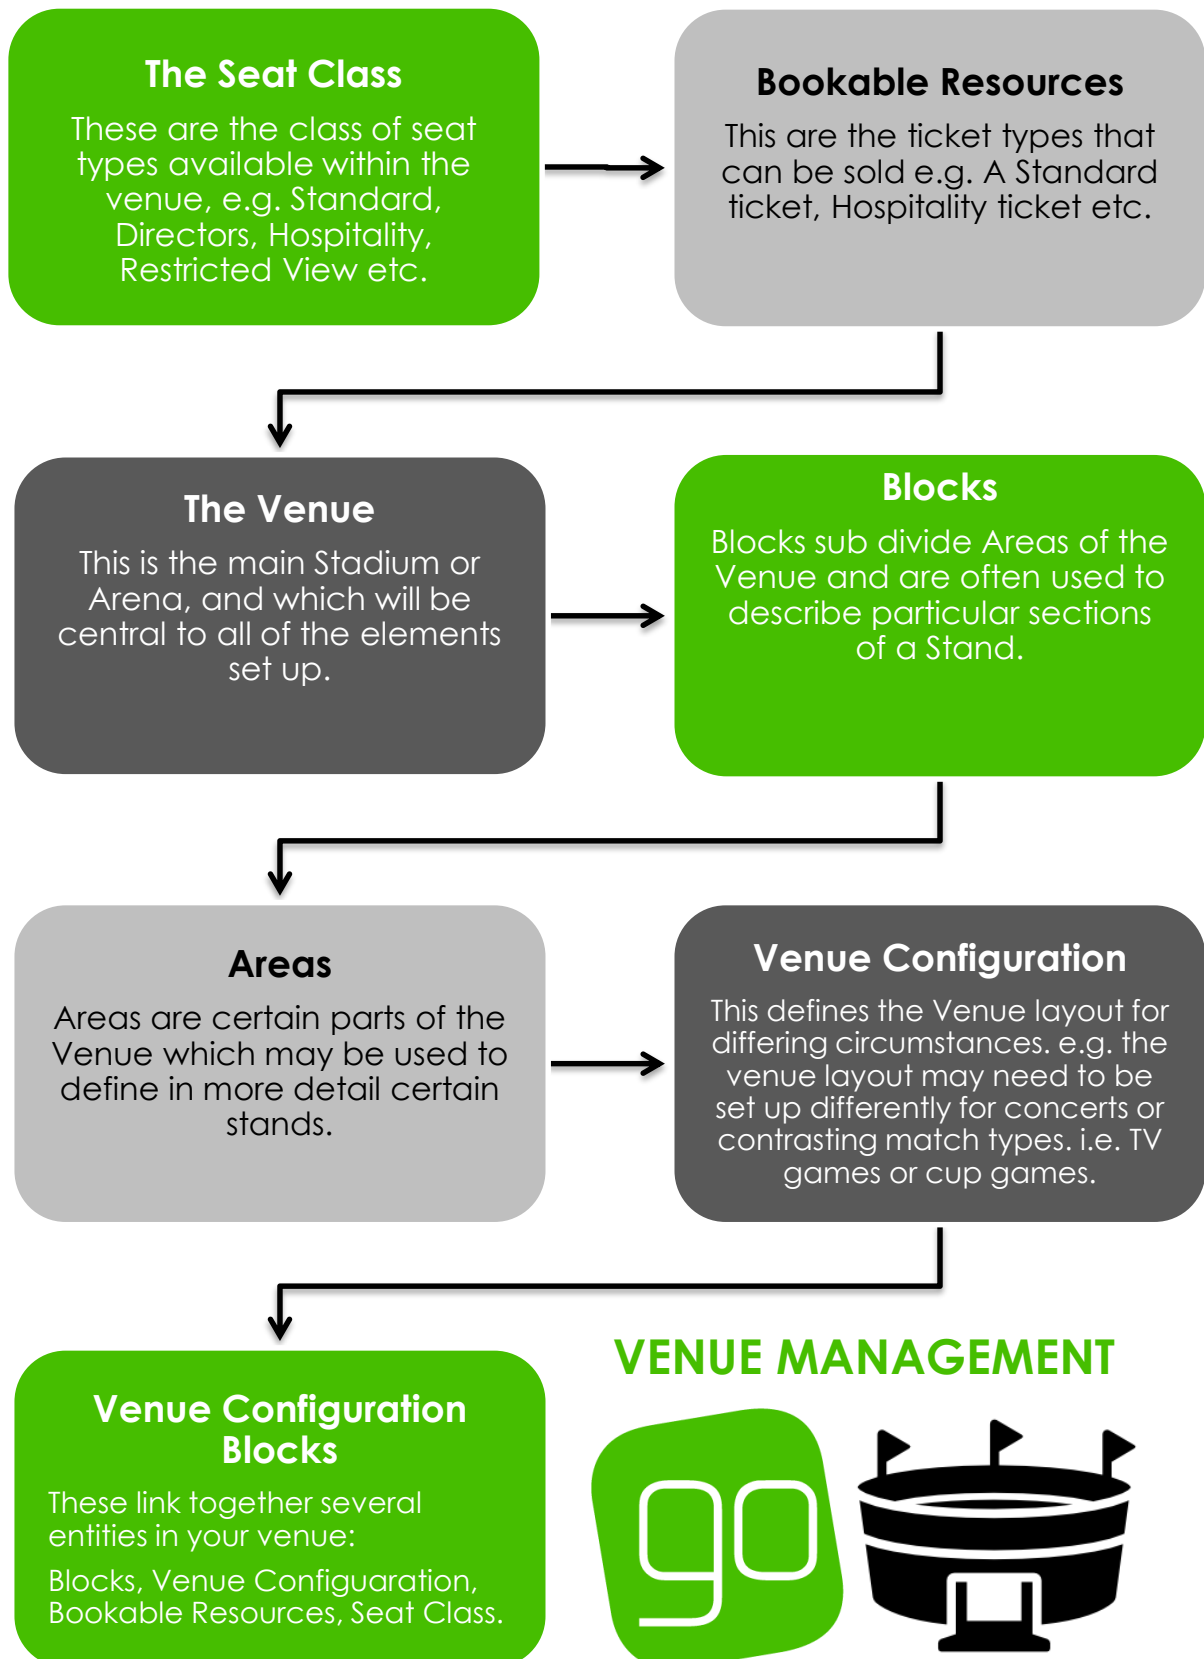 The Seat Class
These are the class of seat
types available within the
venue, e.g. Standard,
Directors, Hospitality,
Restricted View etc.
Bookable Resources
This are the ticket types that
can be sold e.g. A Standard
ticket, Hospitality ticket etc.
The Venue
This is the main Stadium or
Arena, and which will be
central to all of the elements
set up.
Blocks
Blocks sub divide Areas of the
Venue and are often used to
describe particular sections
of a Stand.
Areas
Areas are certain parts of the
Venue which may be used to
define in more detail certain
stands.
Venue Configuration
This defines the Venue layout for
differing circumstances. e.g. the
venue layout may need to be
set up differently for concerts or
contrasting match types. i.e. TV
games or cup games.
Venue Configuration
Blocks
These link together several
entities in your venue:
Blocks, Venue Configuaration,
Bookable Resources, Seat Class.
VENUE MANAGEMENT
go